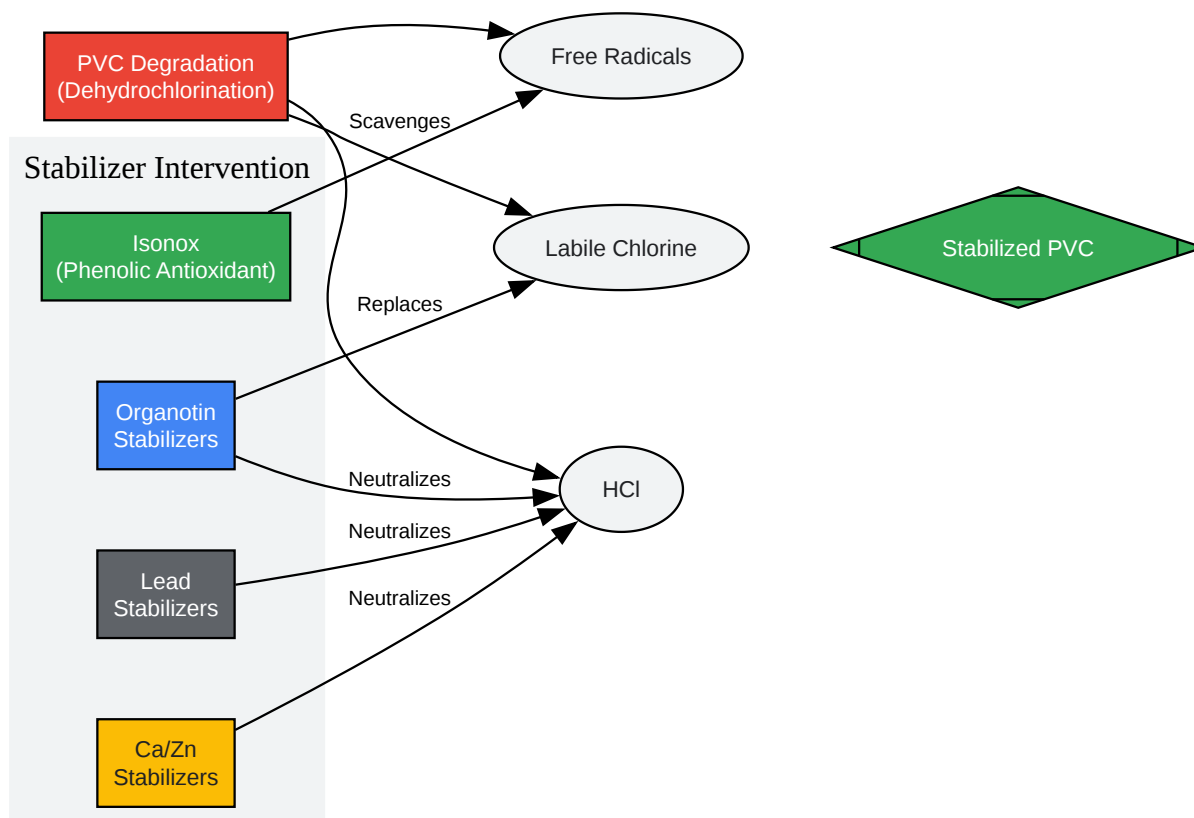 PVC Degradation
(Dehydrochlorination)
Free Radicals
Scavenges
Stabilizer Intervention
Isonox
(Phenolic Antioxidant)
Labile Chlorine
Stabilized PVC
Replaces
Organotin
Stabilizers
Neutralizes
HCl
Neutralizes
Lead
Stabilizers
Neutralizes
Ca/Zn
Stabilizers